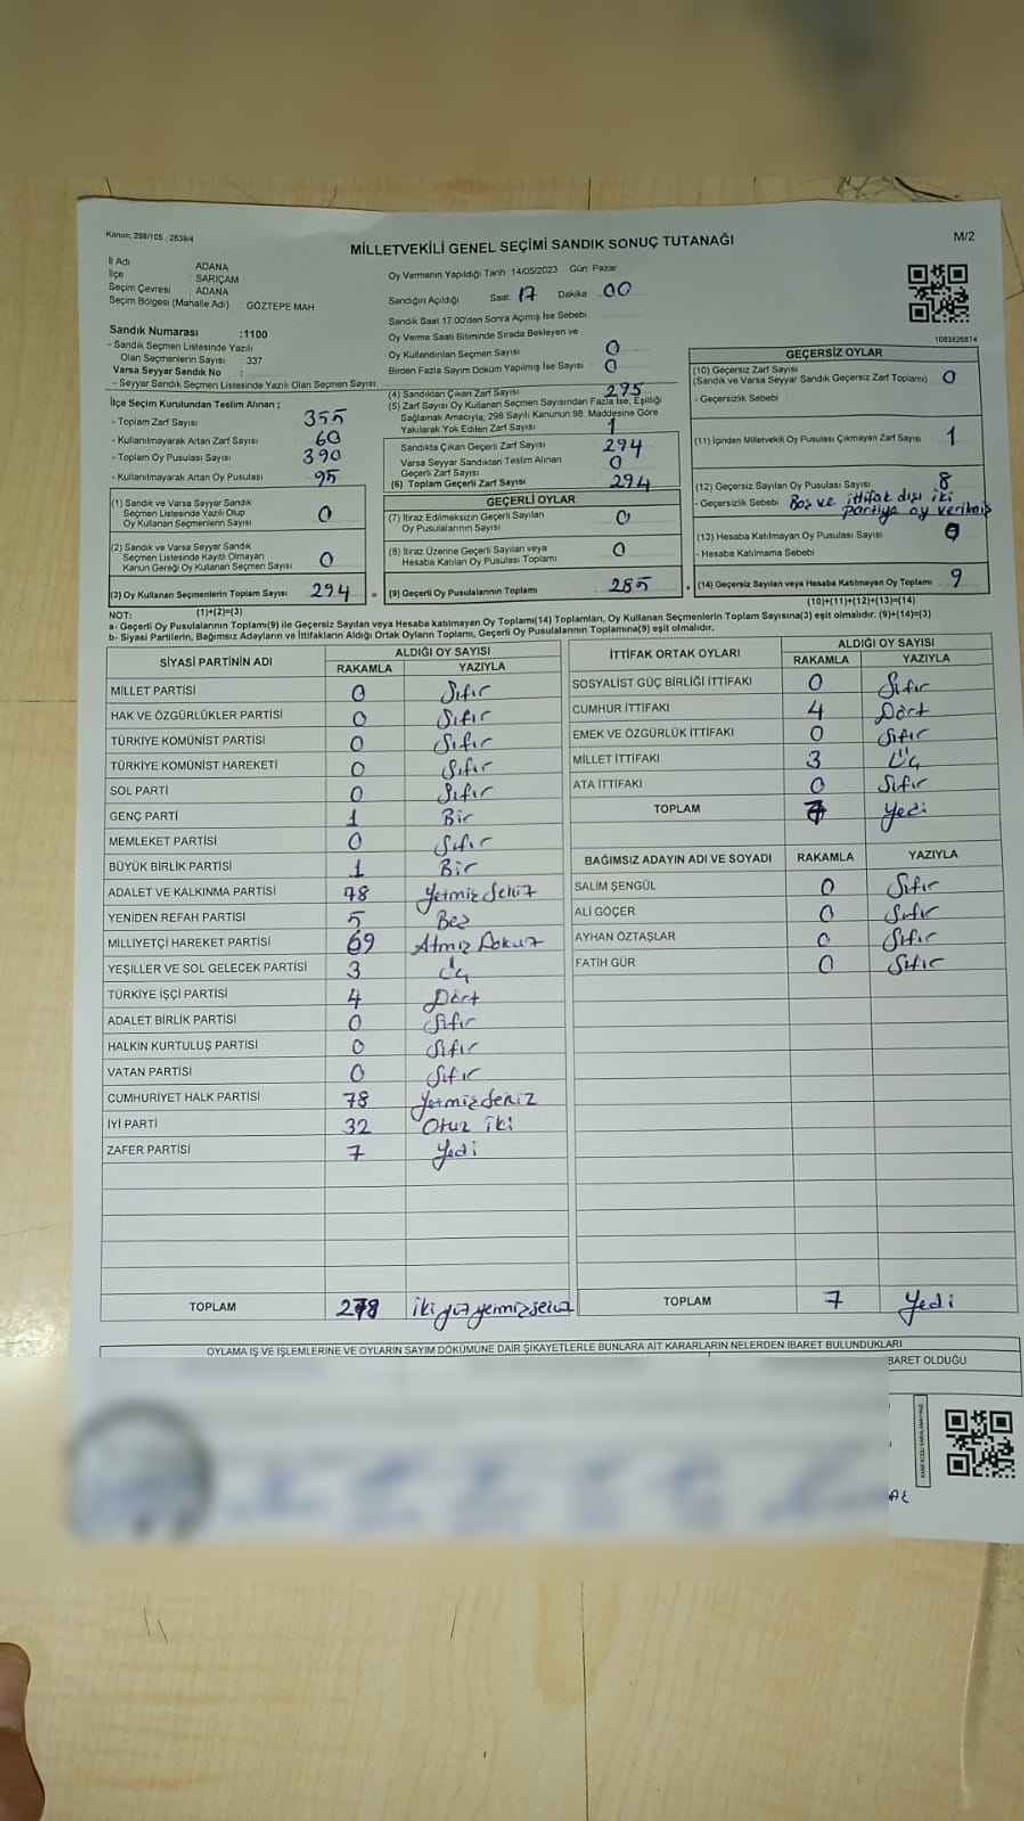 Kanun; 298/105 , 2839/4
MİLLETVEKİLİ GENEL SEÇİMİ SANDIK SONUÇ TUTANAĞI
M/2
İl Adı ADANA
İlçe SARIÇAM
Seçim Çevresi ADANA
Seçim Bölgesi (Mahalle Adı) GÖZTEPE MAH
Sandık Numarası :1100
- Sandık Seçmen Listesinde Yazılı
Olan Seçmenlerin Sayısı 337
Varsa Seyyar Sandık No :
- Seyyar Sandık Seçmen Listesinde Yazılı Olan Seçmen Sayısı:
İlçe Seçim Kurulundan Teslim Alınan ;
- Toplam Zarf Sayısı 355
- Kullanılmayarak Artan Zarf Sayısı 60
- Toplam Oy Pusulası Sayısı 390
- Kullanılmayarak Artan Oy Pusulası 95
(1) Sandık ve Varsa Seyyar Sandık
Seçmen Listesinde Yazılı Olup
Oy Kullanan Seçmenlerin Sayısı 0
(2) Sandık ve Varsa Seyyar Sandık
Seçmen Listesinde Kayıtlı Olmayan
Kanun Gereği Oy Kullanan Seçmen Sayısı 0
(3) Oy Kullanan Seçmenlerin Toplam Sayısı 294
(1)+(2)=(3)
Oy Vermenin Yapıldığı Tarih 14/05/2023 Gün: Pazar
Sandığın Açıldığı Saat: 17 Dakika 00
Sandık Saat 17:00'den Sonra Açılmış İse Sebebi
Oy Verme Saati Bitiminde Sırada Bekleyen ve
Oy Kullandırılan Seçmen Sayısı 0
Birden Fazla Sayım Döküm Yapılmış İse Sayısı 0
(4) Sandıktan Çıkan Zarf Sayısı 295
(5) Zarf Sayısı Oy Kullanan Seçmen Sayısından Fazla İse, Eşitliği
Sağlamak Amacıyla; 298 Sayılı Kanunun 98. Maddesine Göre
Yakılarak Yok Edilen Zarf Sayısı 1
Sandıkta Çıkan Geçerli Zarf Sayısı 294
Varsa Seyyar Sandıktan Teslim Alınan
Geçerli Zarf Sayısı 0
(6) Toplam Geçerli Zarf Sayısı 294
GEÇERLİ OYLAR
(7) İtiraz Edilmeksizin Geçerli Sayılan
Oy Pusulalarının Sayısı 0
(8) İtiraz Üzerine Geçerli Sayılan veya
Hesaba Katılan Oy Pusulası Toplamı 0
(9) Geçerli Oy Pusulalarının Toplamı 285
GEÇERSİZ OYLAR
(10) Geçersiz Zarf Sayısı
(Sandık ve Varsa Seyyar Sandık Geçersiz Zarf Toplamı) 0
- Geçersizlik Sebebi
(11) İçinden Milletvekili Oy Pusulası Çıkmayan Zarf Sayısı 1
(12) Geçersiz Sayılan Oy Pusulası Sayısı 8
- Geçersizlik Sebebi Boş ve ittifak dışı iki
partiye oy verilmiş
(13) Hesaba Katılmayan Oy Pusulası Sayısı 0
- Hesaba Katılmama Sebebi
(14) Geçersiz Sayılan veya Hesaba Katılmayan Oy Toplamı 9
(10)+(11)+(12)+(13)=(14)
NOT:
a- Geçerli Oy Pusulasının Toplamı(9) ile Geçersiz Sayılan veya Hesaba katılmayan Oy Toplamı(14) Toplamları, Oy Kullanan Seçmenlerin Toplam Sayısına(3) eşit olmalıdır. (9)+(14)=(3)
b- Siyasi Partilerin, Bağımsız Adayların ve İttifakların Aldığı Ortak Oyların Toplamı, Geçerli Oy Pusulalarının Toplamına(9) eşit olmalıdır.
SİYASİ PARTİNİN ADI ALDIĞI OY SAYISI
RAKAMLA YAZIYLA
MİLLET PARTİSİ 0 Sıfır
HAK VE ÖZGÜRLÜKLER PARTİSİ 0 Sıfır
TÜRKİYE KOMÜNİST PARTİSİ 0 Sıfır
TÜRKİYE KOMÜNİST HAREKETİ 0 Sıfır
SOL PARTİ 0 Sıfır
GENÇ PARTİ 1 Bir
MEMLEKET PARTİSİ 0 Sıfır
BÜYÜK BİRLİK PARTİSİ 1 Bir
ADALET VE KALKINMA PARTİSİ 78 Yetmiş Sekiz
YENİDEN REFAH PARTİSİ 5 Beş
MİLLİYETÇİ HAREKET PARTİSİ 69 Atmış Dokuz
YEŞİLLER VE SOL GELECEK PARTİSİ 3 Üç
TÜRKİYE İŞÇİ PARTİSİ 4 Dört
ADALET BİRLİK PARTİSİ 0 Sıfır
HALKIN KURTULUŞ PARTİSİ 0 Sıfır
VATAN PARTİSİ 0 Sıfır
CUMHURİYET HALK PARTİSİ 78 Yetmiş Sekiz
İYİ PARTİ 32 Otuz iki
ZAFER PARTİSİ 7 Yedi
TOPLAM 278 iki yüz yetmiş sekiz
İTTİFAK ORTAK OYLARI ALDIĞI OY SAYISI
RAKAMLA YAZIYLA
SOSYALİST GÜÇ BİRLİĞİ İTTİFAKI 0 Sıfır
CUMHUR İTTİFAKI 4 Dört
EMEK VE ÖZGÜRLÜK İTTİFAKI 0 Sıfır
MİLLET İTTİFAKI 3 Üç
ATA İTTİFAKI 0 Sıfır
TOPLAM 7 Yedi
BAĞIMSIZ ADAYIN ADI VE SOYADI RAKAMLA YAZIYLA
SALİM ŞENGÜL 0 Sıfır
ALİ GÖÇER 0 Sıfır
AYHAN ÖZTAŞLAR 0 Sıfır
FATİH GÜR 0 Sıfır
TOPLAM 7 Yedi
OYLAMA İŞ VE İŞLEMLERİNE VE OYLARIN SAYIM DÖKÜMÜNE DAİR ŞİKAYETLERLE BUNLARA AİT KARARLARIN NELERDEN İBARET BULUNDUKLARI
BARET OLDUĞU